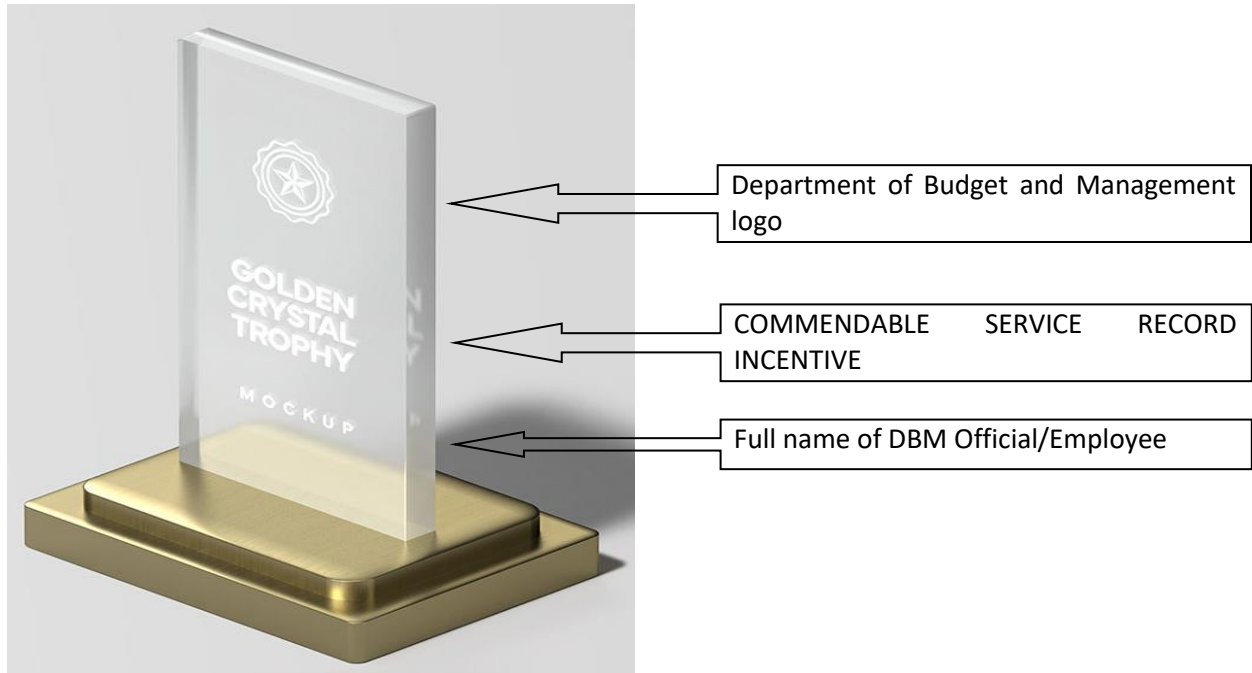 GOLDEN
CRYSTAL
TROPHY
MOCKUP
Department of Budget and Management
logo
COMMENDABLE SERVICE RECORD
INCENTIVE
Full name of DBM Official/Employee